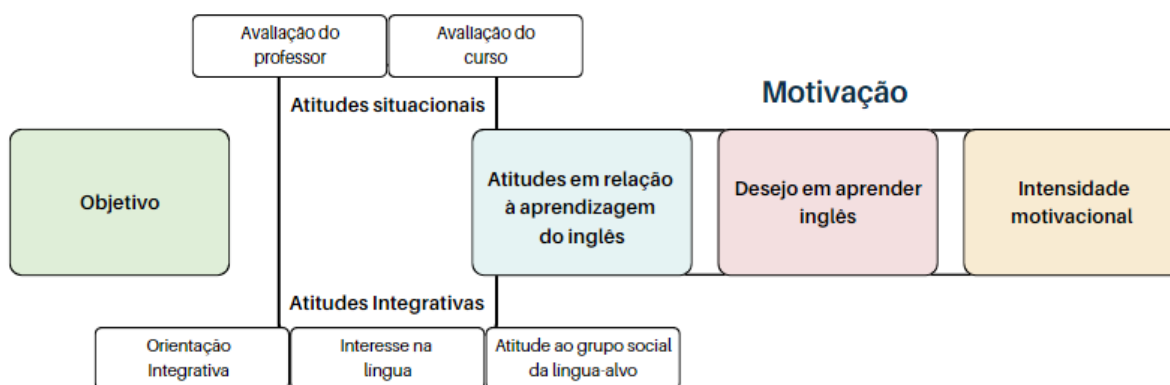 Avaliação do
professor
Avaliação do
curso
Atitudes situacionais
Motivação
Objetivo
Atitudes em relação
à aprendizagem
do inglês
Desejo em aprender
inglês
Intensidade
motivacional
Atitudes Integrativas
Orientação
Integrativa
Interesse na
língua
Atitude ao grupo social
da língua-alvo